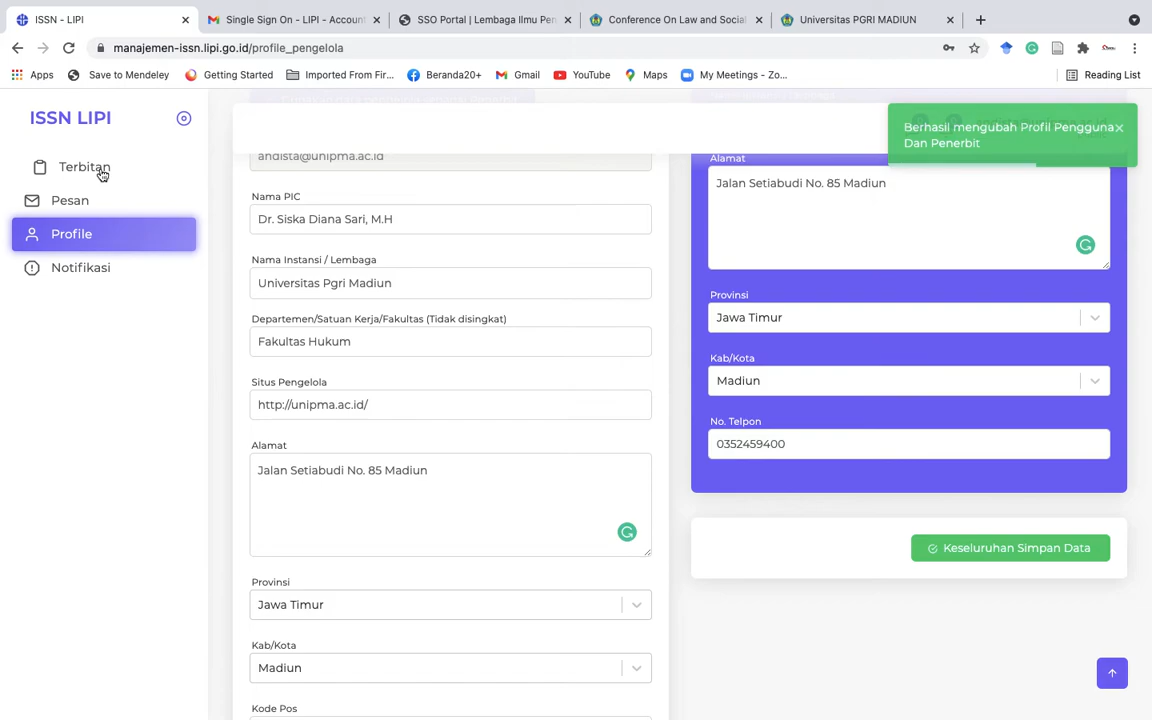 ISSN - LIPI
Single Sign On - LIPI - Account
SSO Portal | Lembaga Ilmu Pen
Conference On Law and Social
Universitas PGRI MADIUN
manajemen-issn.lipi.go.id/profile_pengelola
Apps
Save to Mendeley
Getting Started
Imported From Fir...
Beranda20+
Gmail
YouTube
Maps
My Meetings - Zo...
Reading List
ISSN LIPI
Terbitan
Pesan
Profile
Notifikasi
Berhasil mengubah Profil Pengguna
Dan Penerbit
andista@unipma.ac.id
Nama PIC
Dr. Siska Diana Sari, M.H
Nama Instansi / Lembaga
Universitas Pgri Madiun
Departemen/Satuan Kerja/Fakultas (Tidak disingkat)
Fakultas Hukum
Situs Pengelola
http://unipma.ac.id/
Alamat
Jalan Setiabudi No. 85 Madiun
Provinsi
Jawa Timur
Kab/Kota
Madiun
Kode Pos
Alamat
Jalan Setiabudi No. 85 Madiun
Provinsi
Jawa Timur
Kab/Kota
Madiun
No. Telpon
0352459400
Keseluruhan Simpan Data